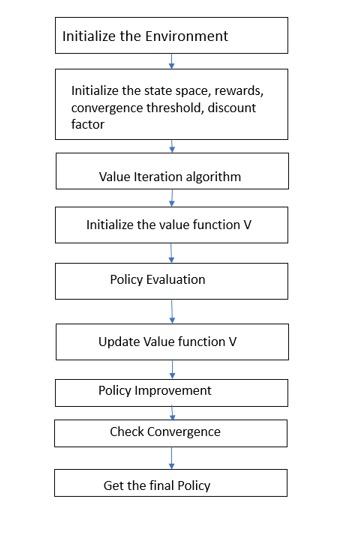 Initialize the Environment
Initialize the state space, rewards,
convergence threshold, discount
factor
Value Iteration algorithm
Initialize the value function V
Policy Evaluation
Update Value function V
Policy Improvement
Check Convergence
Get the final Policy